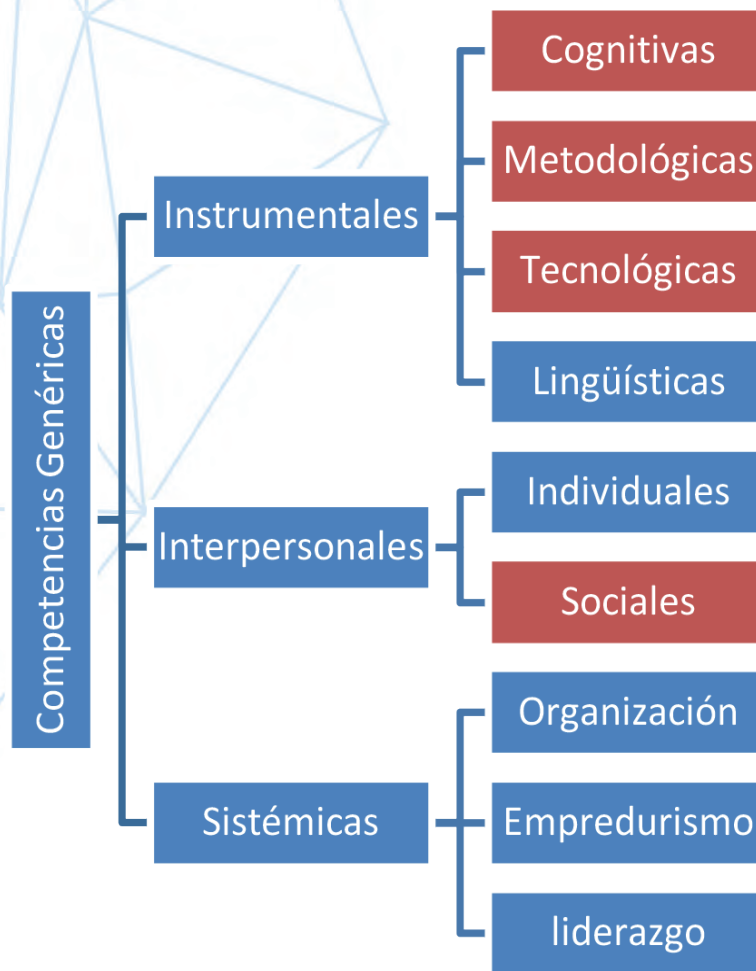 Competencias Genéricas
Instrumentales
Cognitivas
Metodológicas
Tecnológicas
Lingüísticas
Interpersonales
Individuales
Sociales
Sistémicas
Organización
Empredurismo
liderazgo